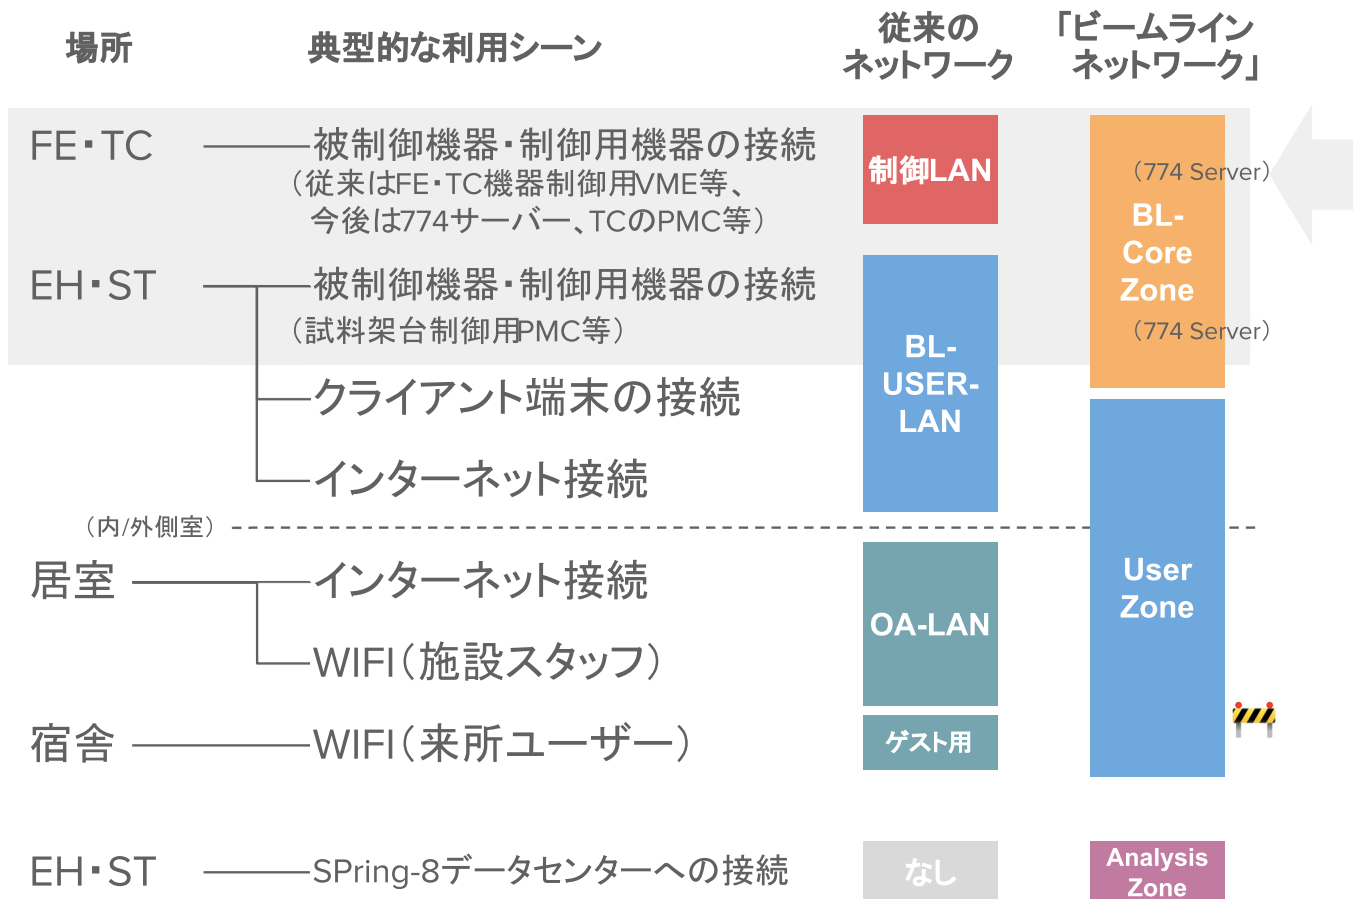 場所
典型的な利用シーン
従来の
ネットワーク
「ビームライン
ネットワーク」
FE・TC
被制御機器・制御用機器の接続
（従来はFE・TC機器制御用VME等、
今後は774サーバー、TCのPMC等）
制御LAN
（774 Server）
BL-
Core
Zone
（774 Server）
EH・ST
被制御機器・制御用機器の接続
（試料架台制御用PMC等）
クライアント端末の接続
インターネット接続
BL-
USER-
LAN
（内/外側室）
居室
インターネット接続
WIFI（施設スタッフ）
OA-LAN
User
Zone
宿舎
WIFI（来所ユーザー）
ゲスト用
EH・ST
SPring-8データセンターへの接続
なし
Analysis
Zone